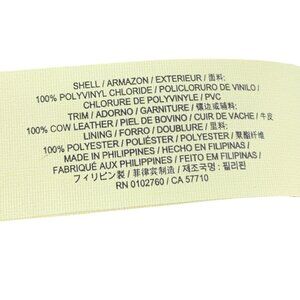 SHELL / ARMAZON / EXTERIEUR / 面料:
100% POLYVINYL CHLORIDE / POLICLORURO DE VINILO /
CHLORURE DE POLYVINYLE / PVC
TRIM / ADORNO / GARNITURE / 镶边或辅料:
100% COW LEATHER / PIEL DE BOVINO / CUIR DE VACHE / 牛皮
LINING / FORRO / DOUBLURE / 里料:
100% POLYESTER / POLIÉSTER / POLYESTER / 聚酯纤维
MADE IN PHILIPPINES / HECHO EN FILIPINAS /
FABRIQUÉ AUX PHILIPPINES / FEITO EM FILIPINAS /
フィリピン製 / 菲律宾制造 / 제조국명 : 필리핀
RN 0102760 / CA 57710